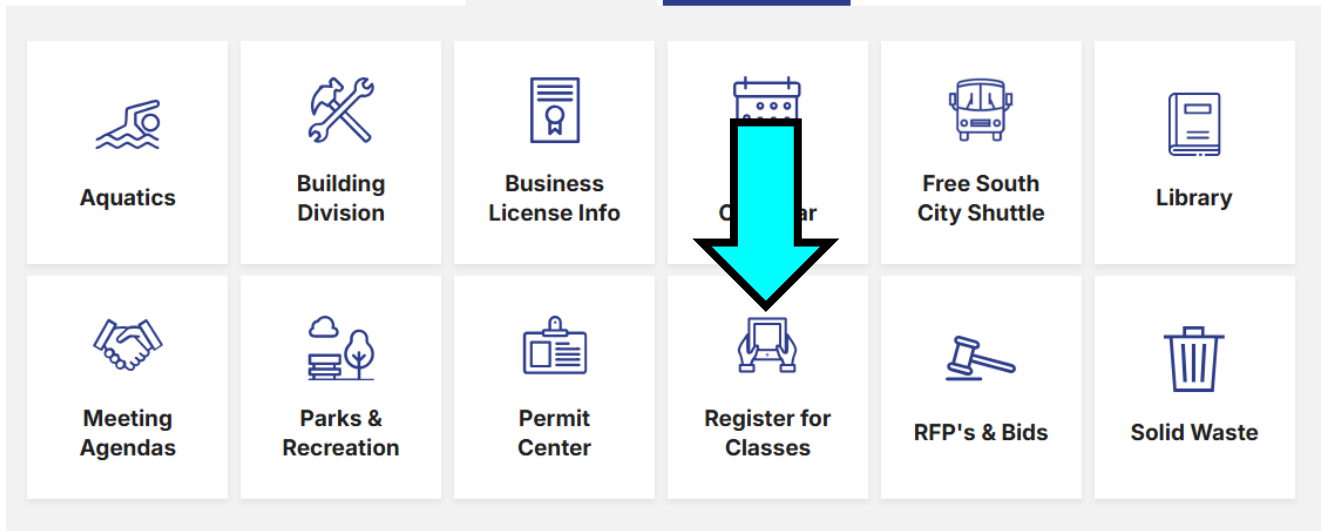 Aquatics
Building
Division
Business
License Info
Free South
City Shuttle
Library
Meeting
Agendas
Parks &
Recreation
Permit
Center
Register for
Classes
RFP's & Bids
Solid Waste